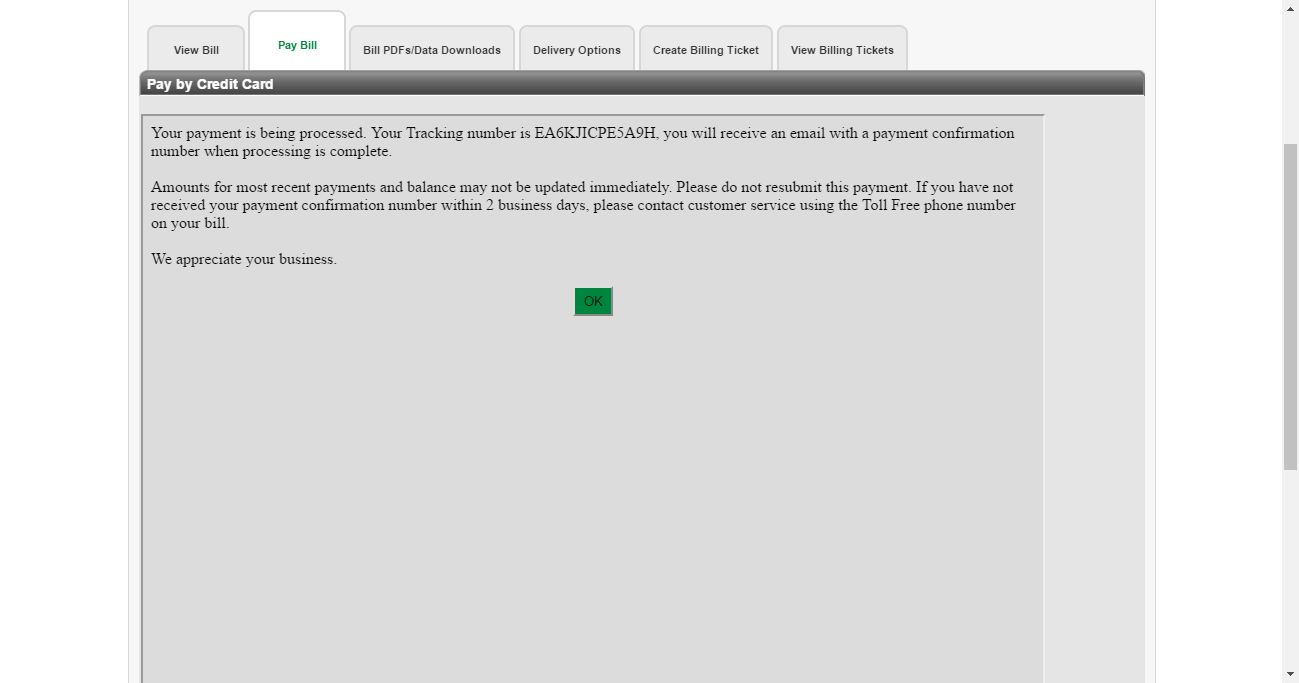 View Bill
Pay Bill
Bill PDFs/Data Downloads
Delivery Options
Create Billing Ticket
View Billing Tickets
Pay by Credit Card
Your payment is being processed. Your Tracking number is EA6KJICPE5A9H, you will receive an email with a payment confirmation
number when processing is complete.
Amounts for most recent payments and balance may not be updated immediately. Please do not resubmit this payment. If you have not
received your payment confirmation number within 2 business days, please contact customer service using the Toll Free phone number
on your bill.
We appreciate your business.
OK